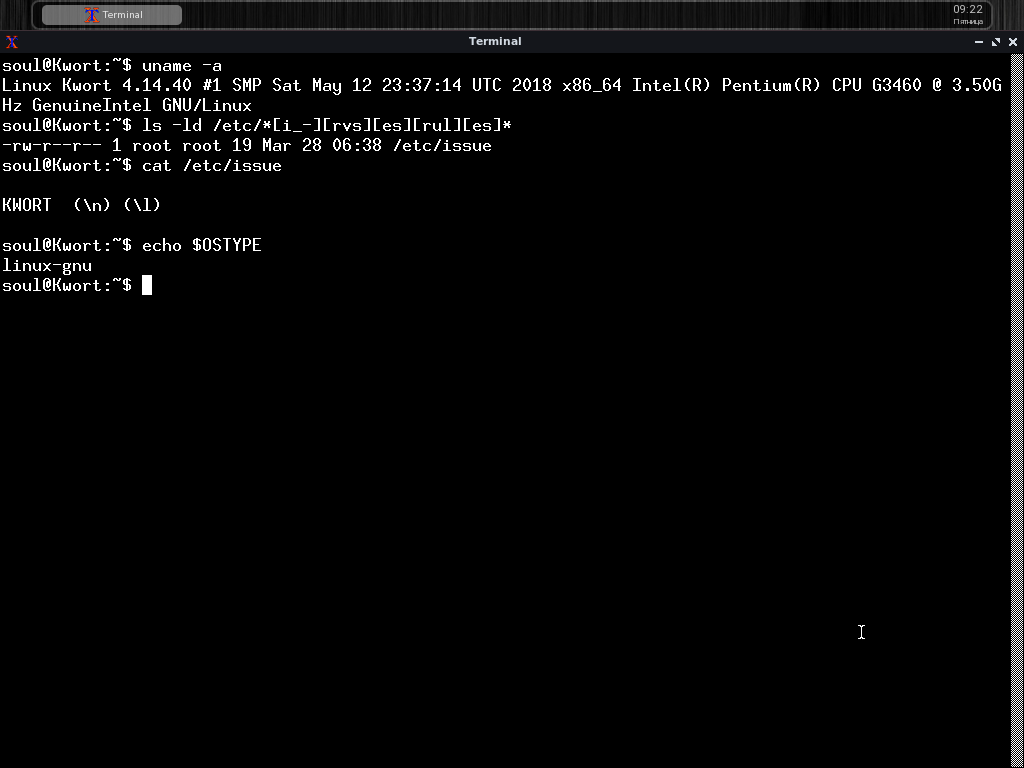 Terminal
09:22
Пятница
Terminal
soul@Kwort:~$ uname -a
Linux Kwort 4.14.40 #1 SMP Sat May 12 23:37:14 UTC 2018 x86_64 Intel(R) Pentium(R) CPU G3460 @ 3.50G
Hz GenuineIntel GNU/Linux
soul@Kwort:~$ ls -ld /etc/*[i_-][rvs][es][rul][es]*
-rw-r--r-- 1 root root 19 Mar 28 06:38 /etc/issue
soul@Kwort:~$ cat /etc/issue
KWORT  (\n) (\l)
soul@Kwort:~$ echo $OSTYPE
linux-gnu
soul@Kwort:~$